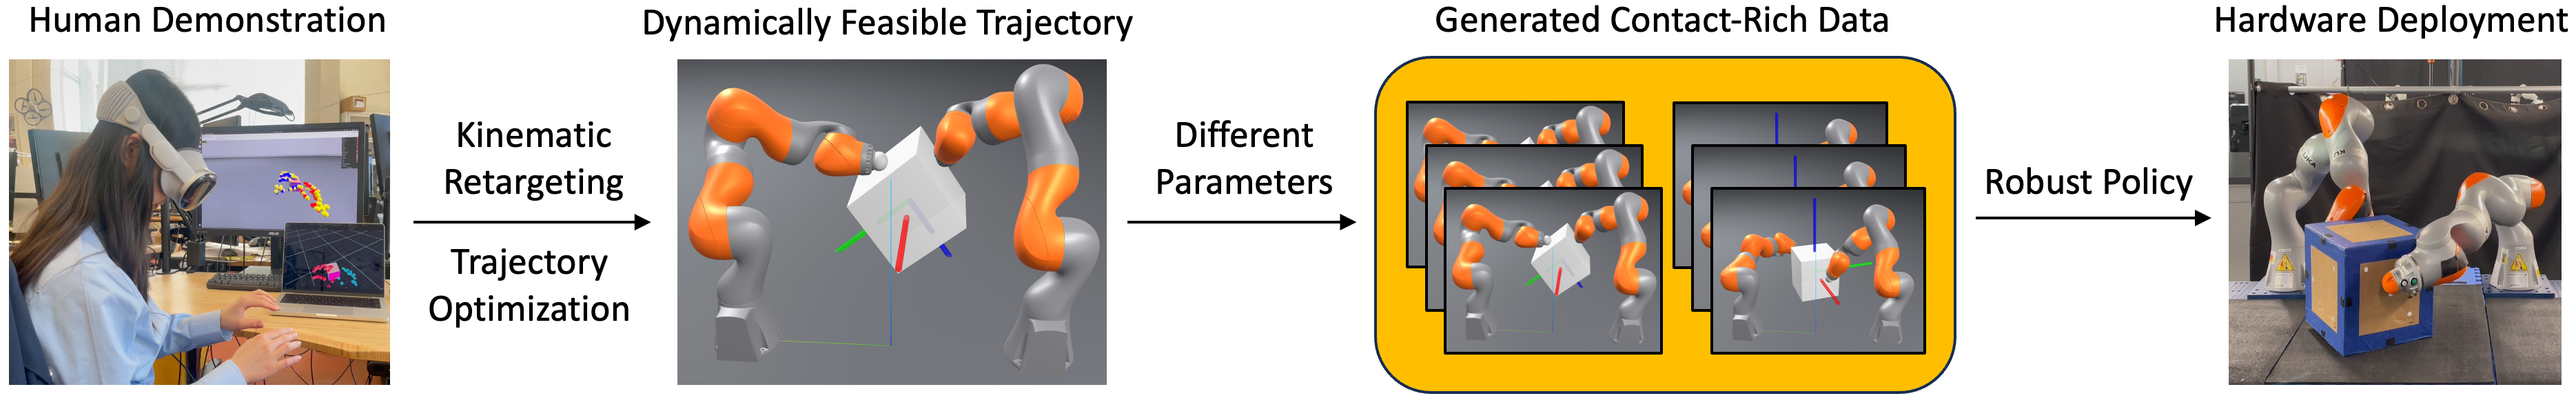 Human Demonstration
Kinematic
Retargeting
Trajectory
Optimization
Dynamically Feasible Trajectory
Different
Parameters
Generated Contact-Rich Data
Robust Policy
Hardware Deployment
KUKA